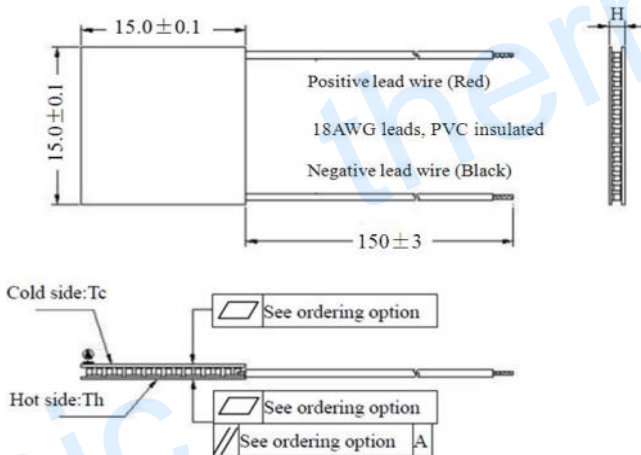 15.0±0.1
H
15.0±0.1
Positive lead wire (Red)
18AWG leads, PVC insulated
Negative lead wire (Black)
150±3
Cold side:Tc
See ordering option
A
Hot side:Th
See ordering option
See ordering option A